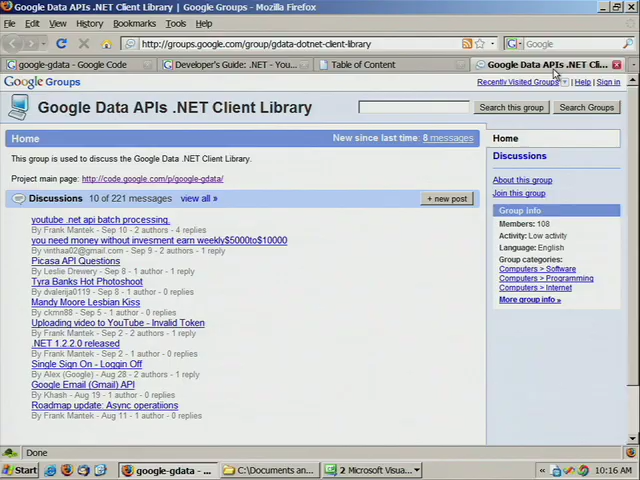 Google Data APIs .NET Client Library | Google Groups - Mozilla Firefox
File Edit View History Bookmarks Tools Help
http://groups.google.com/group/gdata-dotnet-client-library
Google
google-gdata - Google Code
Developer's Guide: .NET - You...
Table of Content
Google Data APIs .NET Cli...
Google Groups
Recently Visited Groups | Help | Sign in
Google Data APIs .NET Client Library
Search this group
Search Groups
Home
New since last time: 8 messages
This group is used to discuss the Google Data .NET Client Library.
Project main page: http://code.google.com/p/google-gdata/
Discussions 10 of 221 messages view all »
+ new post
youtube .net api batch processing.
By Frank Mantek - Sep 10 - 2 authors - 4 replies
you need money without invesment earn weekly$5000to$10000
By vinthaa02@gmail.com - Sep 9 - 2 authors - 1 reply
Picasa API Questions
By Leslie Drewery - Sep 8 - 1 author - 1 reply
Tyra Banks Hot Photoshoot
By dvalerija0119 - Sep 8 - 1 author - 0 replies
Mandy Moore Lesbian Kiss
By ckmn88 - Sep 5 - 1 author - 0 replies
Uploading video to YouTube - Invalid Token
By Frank Mantek - Sep 2 - 2 authors - 1 reply
.NET 1.2.2.0 released
By Frank Mantek - Sep 2 - 1 author - 0 replies
Single Sign On - Loggin Off
By Alex (Google) - Aug 28 - 2 authors - 1 reply
Google Email (Gmail) API
By Khash - Aug 19 - 1 author - 0 replies
Roadmap update: Async operatiions
By Frank Mantek - Aug 11 - 1 author - 0 replies
Home
Discussions
About this group
Join this group
Group info
Members: 108
Activity: Low activity
Language: English
Group categories:
Computers > Software
Computers > Programming
Computers > Internet
More group info »
Done
Start
google-gdata - ...
C:\Documents and...
2 Microsoft Visua...
10:16 AM